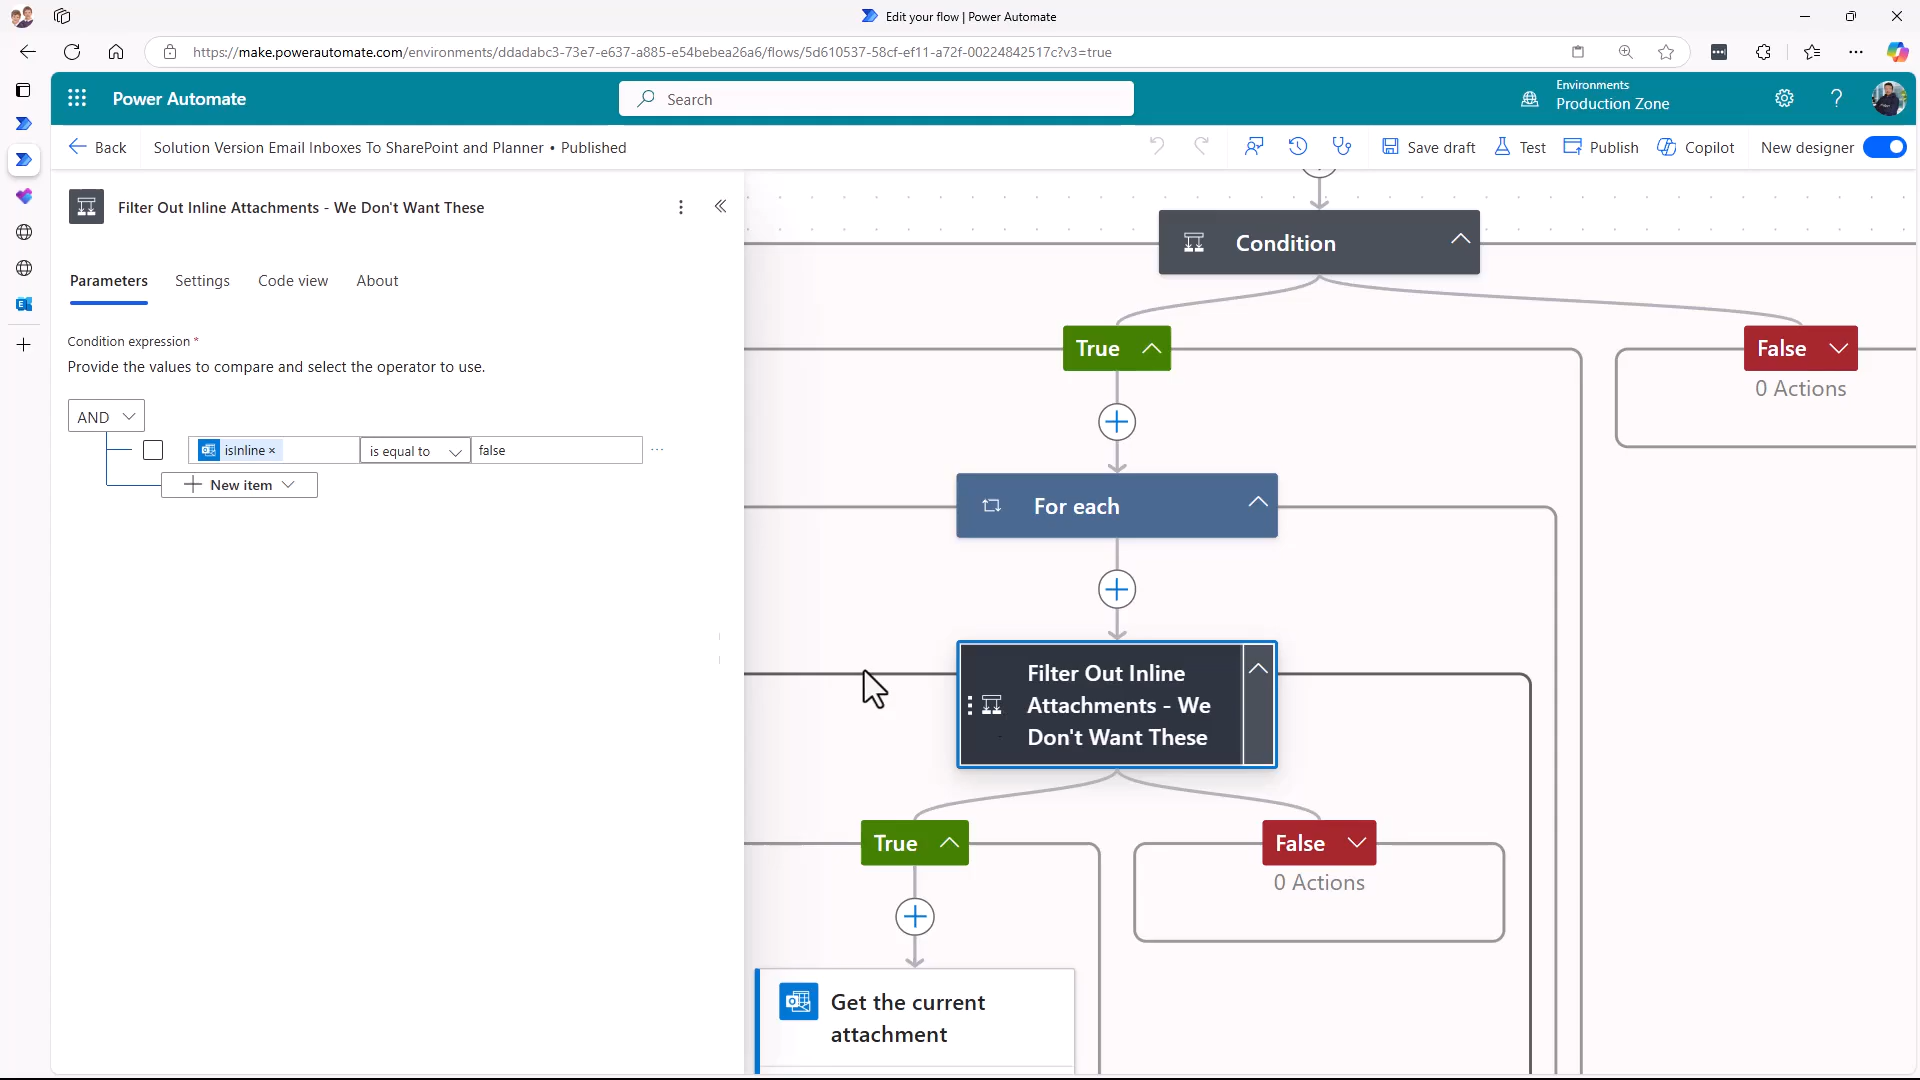 Edit your flow | Power Automate
https://make.powerautomate.com/environments/ddadabc3-73e7-e637-a885-e54bebea26a6/flows/5d610537-58cf-ef11-a72f-00224842517c?v3=true
Power Automate
Search
Environments
Production Zone
Back
Solution Version Email Inboxes To SharePoint and Planner • Published
Save draft
Test
Publish
Copilot
New designer
Filter Out Inline Attachments - We Don't Want These
Parameters
Settings
Code view
About
Condition expression *
Provide the values to compare and select the operator to use.
AND
isInline ×
is equal to
false
New item
Condition
True
False
0 Actions
For each
Filter Out Inline
Attachments - We
Don't Want These
True
False
0 Actions
Get the current
attachment